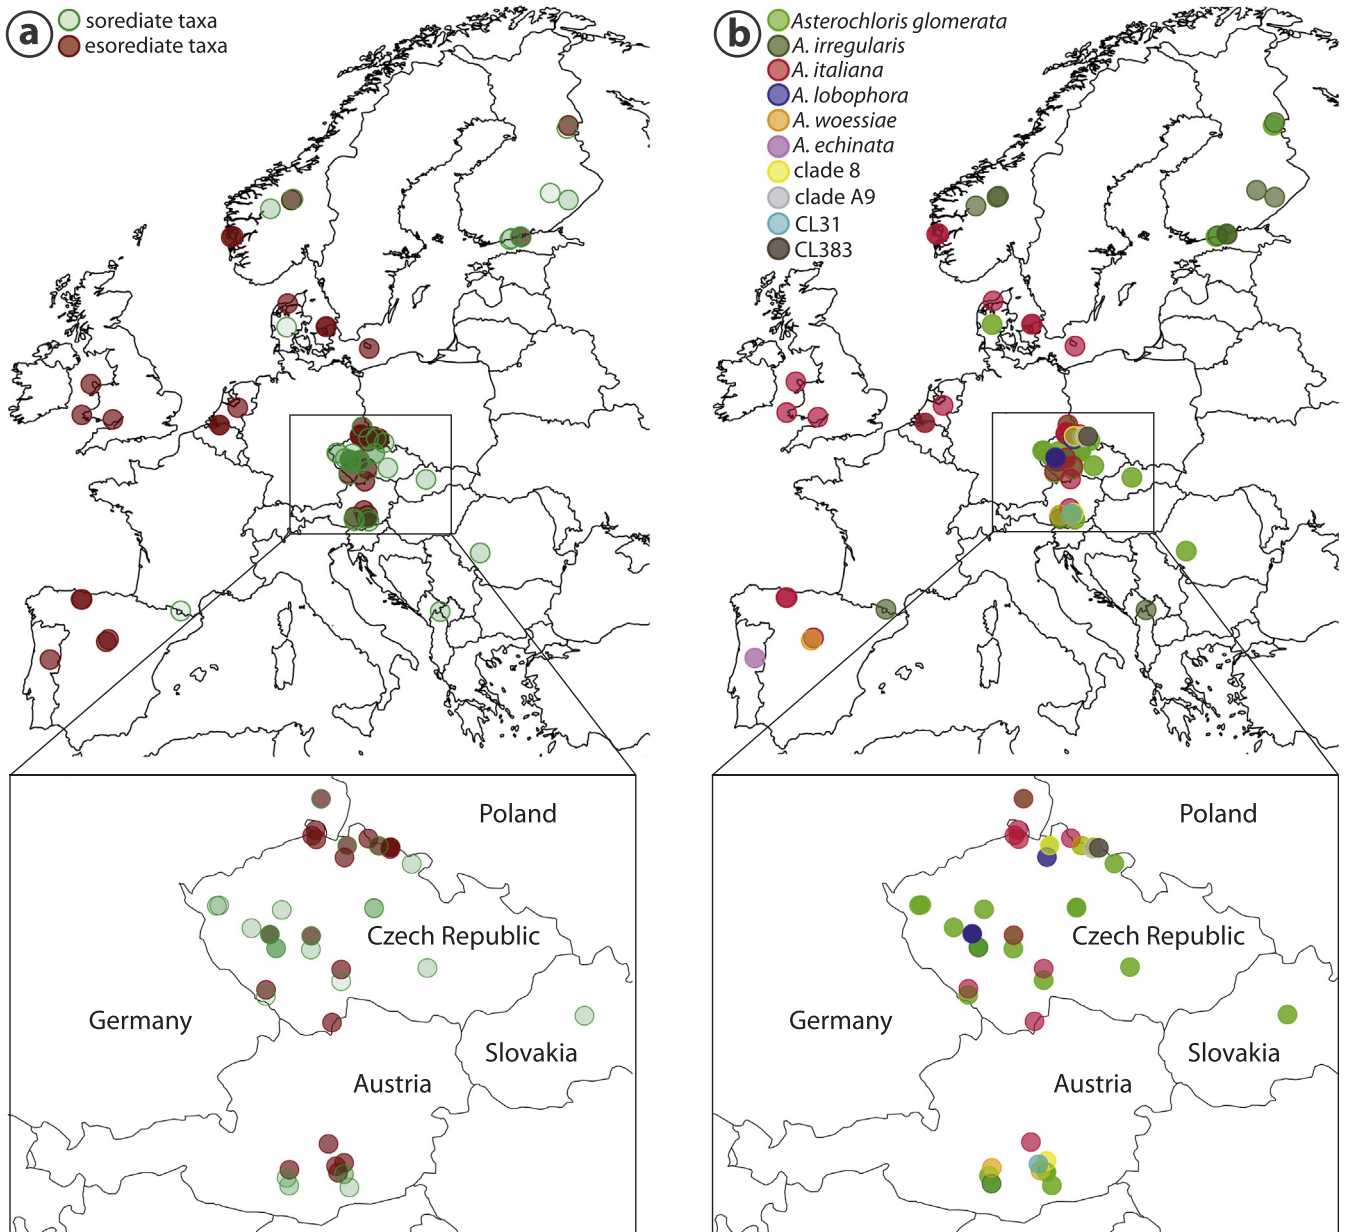 a
sorediate taxa
esorediate taxa
Poland
Czech Republic
Germany
Slovakia
Austria
b
Asterochloris glomerata
A. irregularis
A. italiana
A. lobophora
A. woessiae
A. echinata
clade 8
clade A9
CL31
CL383
Poland
Czech Republic
Germany
Slovakia
Austria